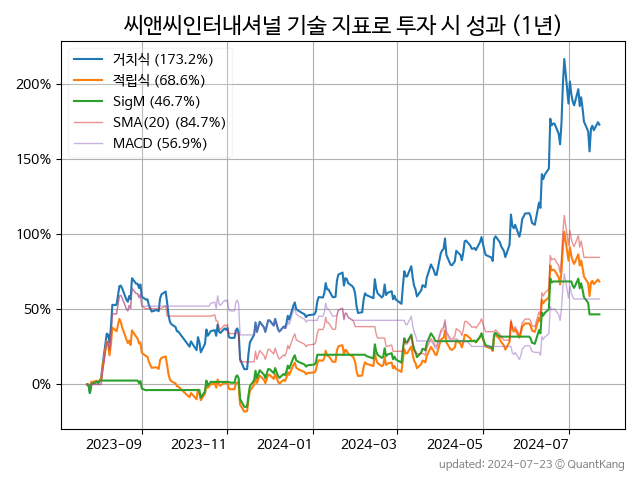 씨앤씨인터내셔널 기술 지표로 투자 시 성과 (1년)
거치식 (173.2%)
적립식 (68.6%)
SigM (46.7%)
SMA(20) (84.7%)
MACD (56.9%)
200%
150%
100%
50%
0%
2023-09 2023-11 2024-01 2024-03 2024-05 2024-07
updated: 2024-07-23 © QuantKang